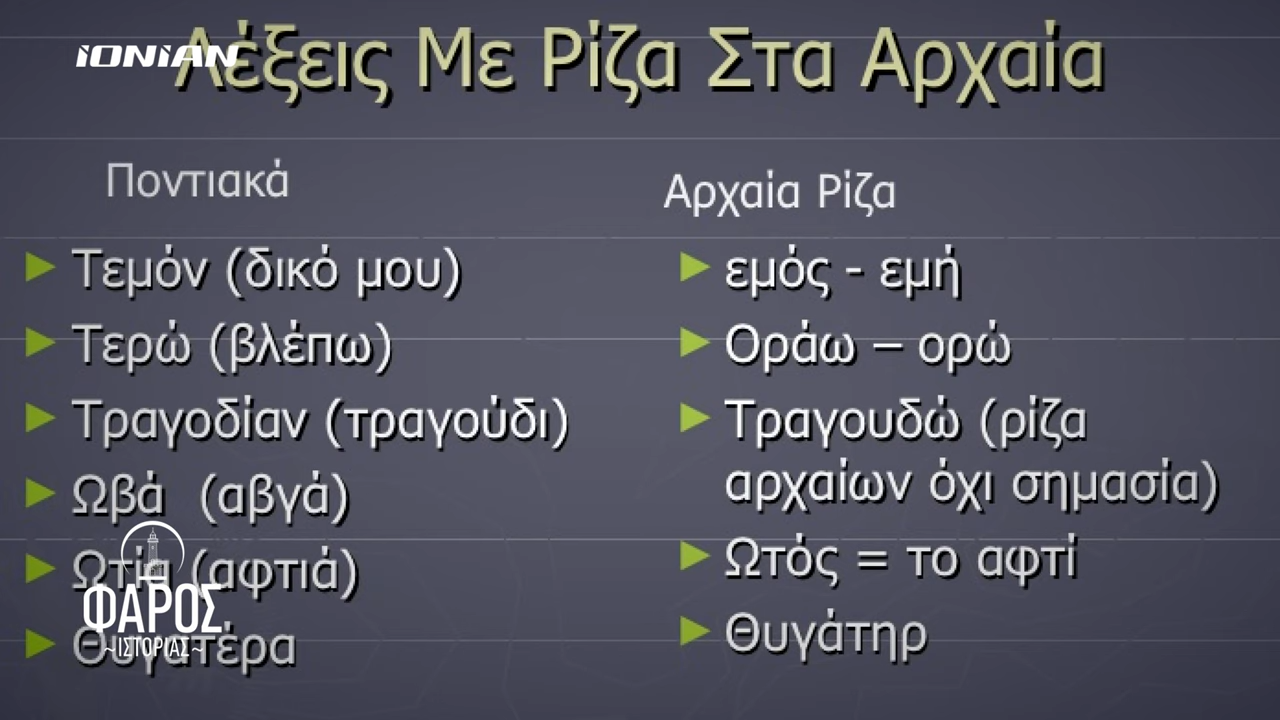 IONIAN
Λέξεις Με Ρίζα Στα Αρχαία
Ποντιακά
Τεμόν (δικό μου)
Τερώ (βλέπω)
Τραγοδίαν (τραγούδι)
Ωβά (αβγά)
(αφτιά)
Θυγατέρα
Αρχαία Ρίζα
εμός - εμή
Οράω – ορώ
Τραγουδώ (ρίζα
αρχαίων όχι σημασία)
Ωτός = το αφτί
Θυγάτηρ
ΦΑΡΟΣ
~ΙΣΤΟΡΙΑΣ~